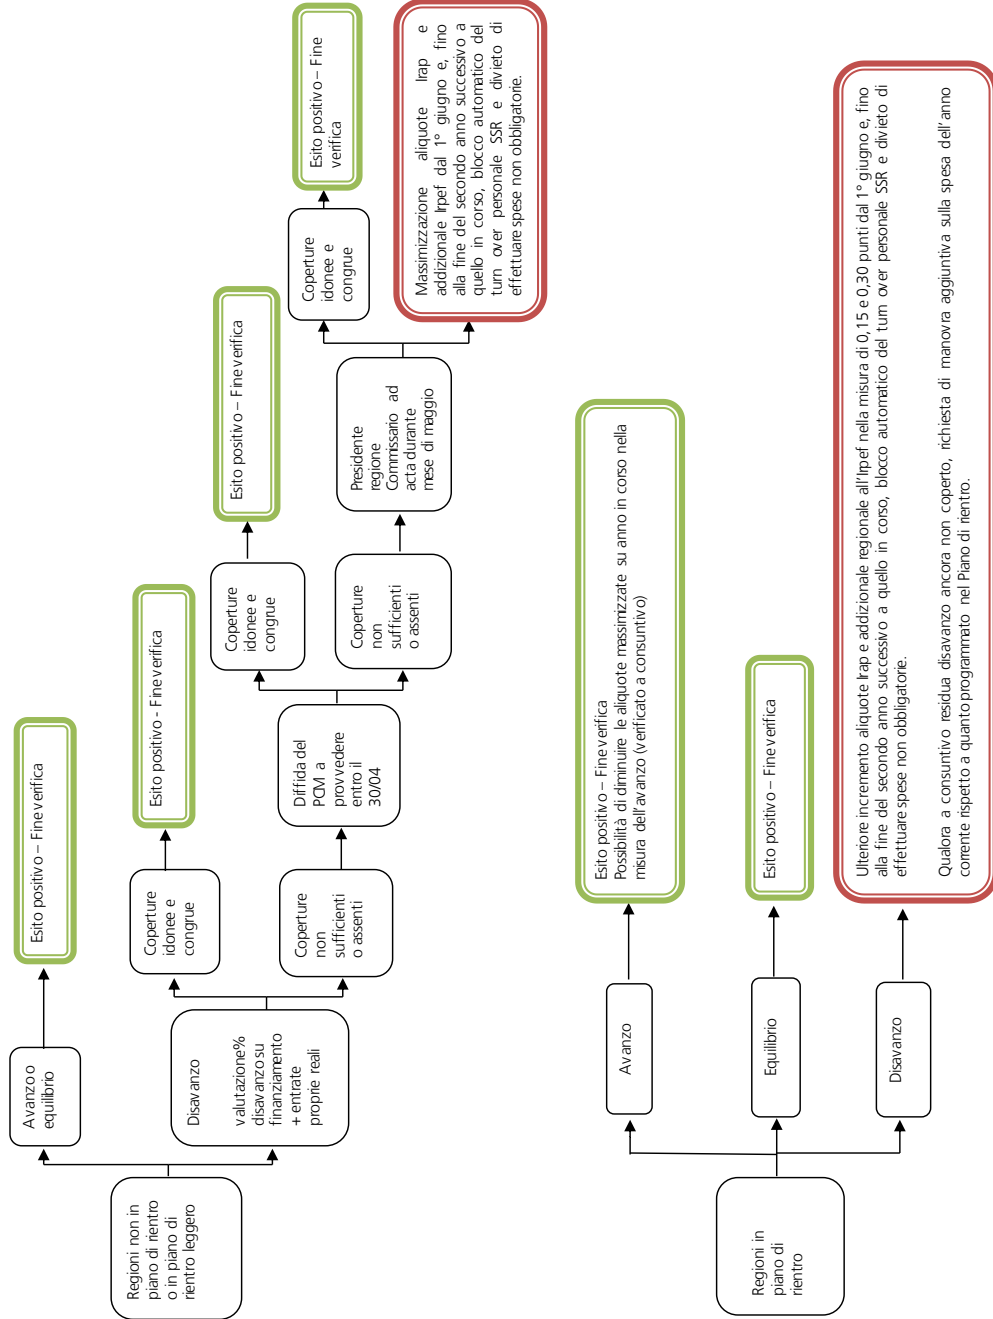 Regioni non in
piano di rientro
o in piano di
rientro leggero
Avanzo o
equilibrio
Esito positivo – Fine verifica
Disavanzo
valutazione%
disavanzo su
finanziamento
+ entrate
proprie reali
Coperture
idonee e
congrue
Esito positivo - Fine verifica
Coperture
non
sufficienti
o assenti
Diffida del
PCM a
provvedere
entro il
30/04
Coperture
idonee e
congrue
Esito positivo – Fine verifica
Coperture
non
sufficienti
o assenti
Presidente
regione
Commissario ad
acta durante
mese di maggio
Coperture
idonee e
congrue
Esito positivo – Fine
verifica
Massimizzazione aliquote Irap e
addizionale Irpef dal 1° giugno e, fino
alla fine del secondo anno successivo a
quello in corso, blocco automatico del
turn over personale SSR e divieto di
effettuare spese non obbligatorie.
Regioni in
piano di
rientro
Avanzo
Esito positivo – Fine verifica
Possibilità di diminuire le aliquote massimizzate su anno in corso nella
misura dell'avanzo (verificato a consuntivo)
Equilibrio
Esito positivo – Fine verifica
Disavanzo
Ulteriore incremento aliquote Irap e addizionale regionale all'Irpef nella misura di 0,15 e 0,30 punti dal 1° giugno e, fino
alla fine del secondo anno successivo a quello in corso, blocco automatico del turn over personale SSR e divieto di
effettuare spese non obbligatorie.
Qualora a consuntivo residua disavanzo ancora non coperto, richiesta di manovra aggiuntiva sulla spesa dell'anno
corrente rispetto a quanto programmato nel Piano di rientro.